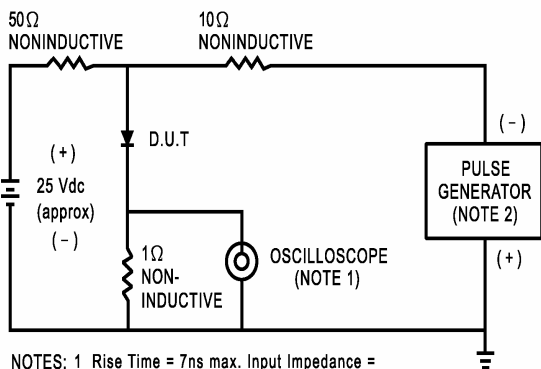 50Ω
NONINDUCTIVE
10Ω
NONINDUCTIVE
(+)
25 Vdc
(approx)
(−)
D.U.T
1Ω
NON-
INDUCTIVE
OSCILLOSCOPE
(NOTE 1)
(−)
PULSE
GENERATOR
(NOTE 2)
(+)
NOTES: 1 Rise Time = 7ns max. Input Impedance =